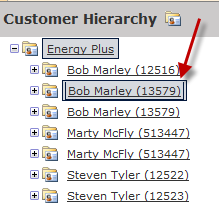 Customer Hierarchy
Energy Plus
Bob Marley (12516)
Bob Marley (13579)
Bob Marley (13579)
Marty McFly (513447)
Marty McFly (513447)
Steven Tyler (12522)
Steven Tyler (12523)